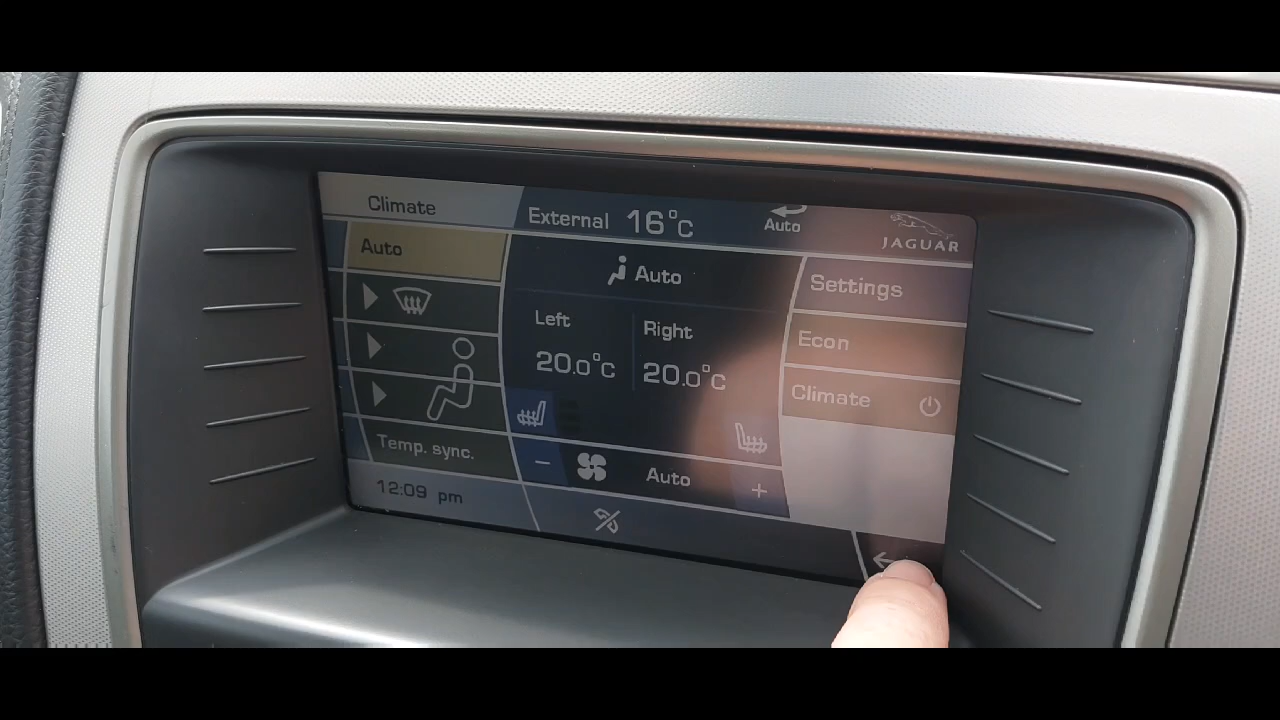 Climate
External 16°C
Auto
JAGUAR
Auto
Auto
Settings
Left
Right
Econ
20.0°C
20.0°C
Climate
Temp. sync.
−
Auto
+
12:09 pm